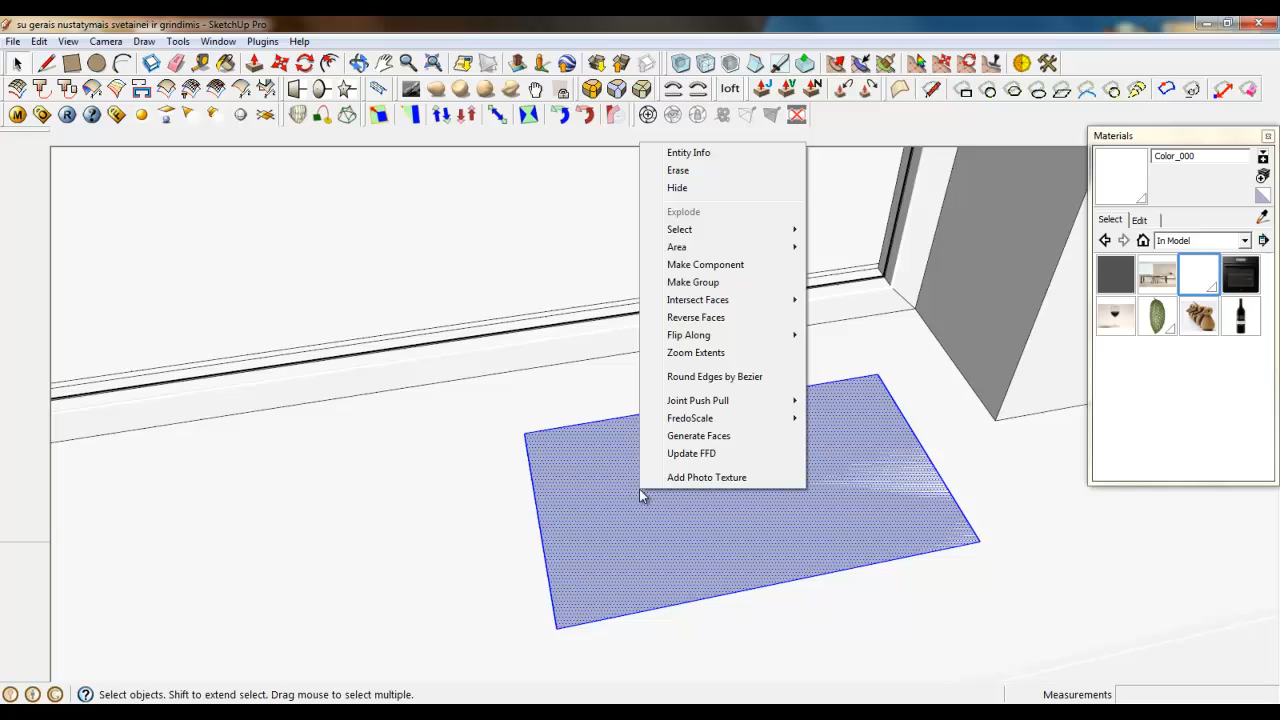 su gerais nustatymais svetainei ir grindimis - SketchUp Pro
File Edit View Camera Draw Tools Window Plugins Help
loft
M R
Materials
Color_000
Select Edit
In Model
Entity Info
Erase
Hide
Explode
Select
Area
Make Component
Make Group
Intersect Faces
Reverse Faces
Flip Along
Zoom Extents
Round Edges by Bezier
Joint Push Pull
FredoScale
Generate Faces
Update FFD
Add Photo Texture
Select objects. Shift to extend select. Drag mouse to select multiple.
Measurements